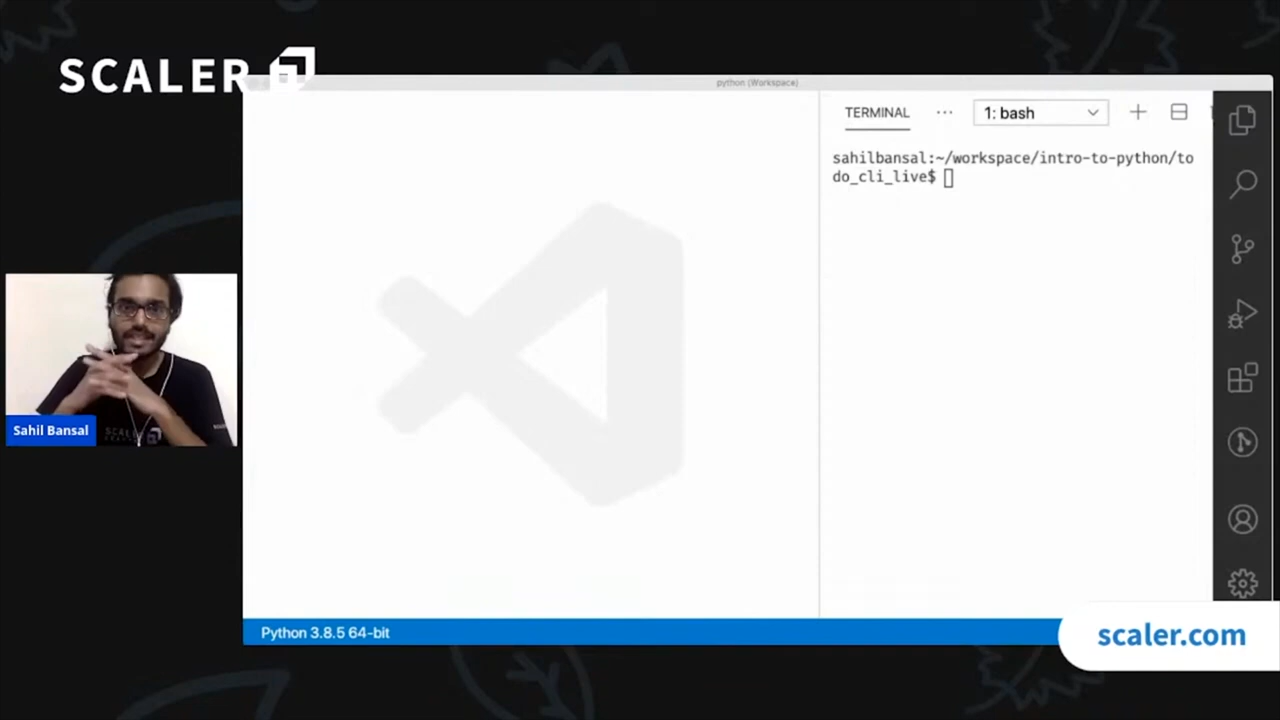 SCALER
python (Workspace)
TERMINAL ··· 1: bash
sahilbansal:~/workspace/intro-to-python/to
do_cli_live$
Sahil Bansal
SCALER
Python 3.8.5 64-bit
scaler.com